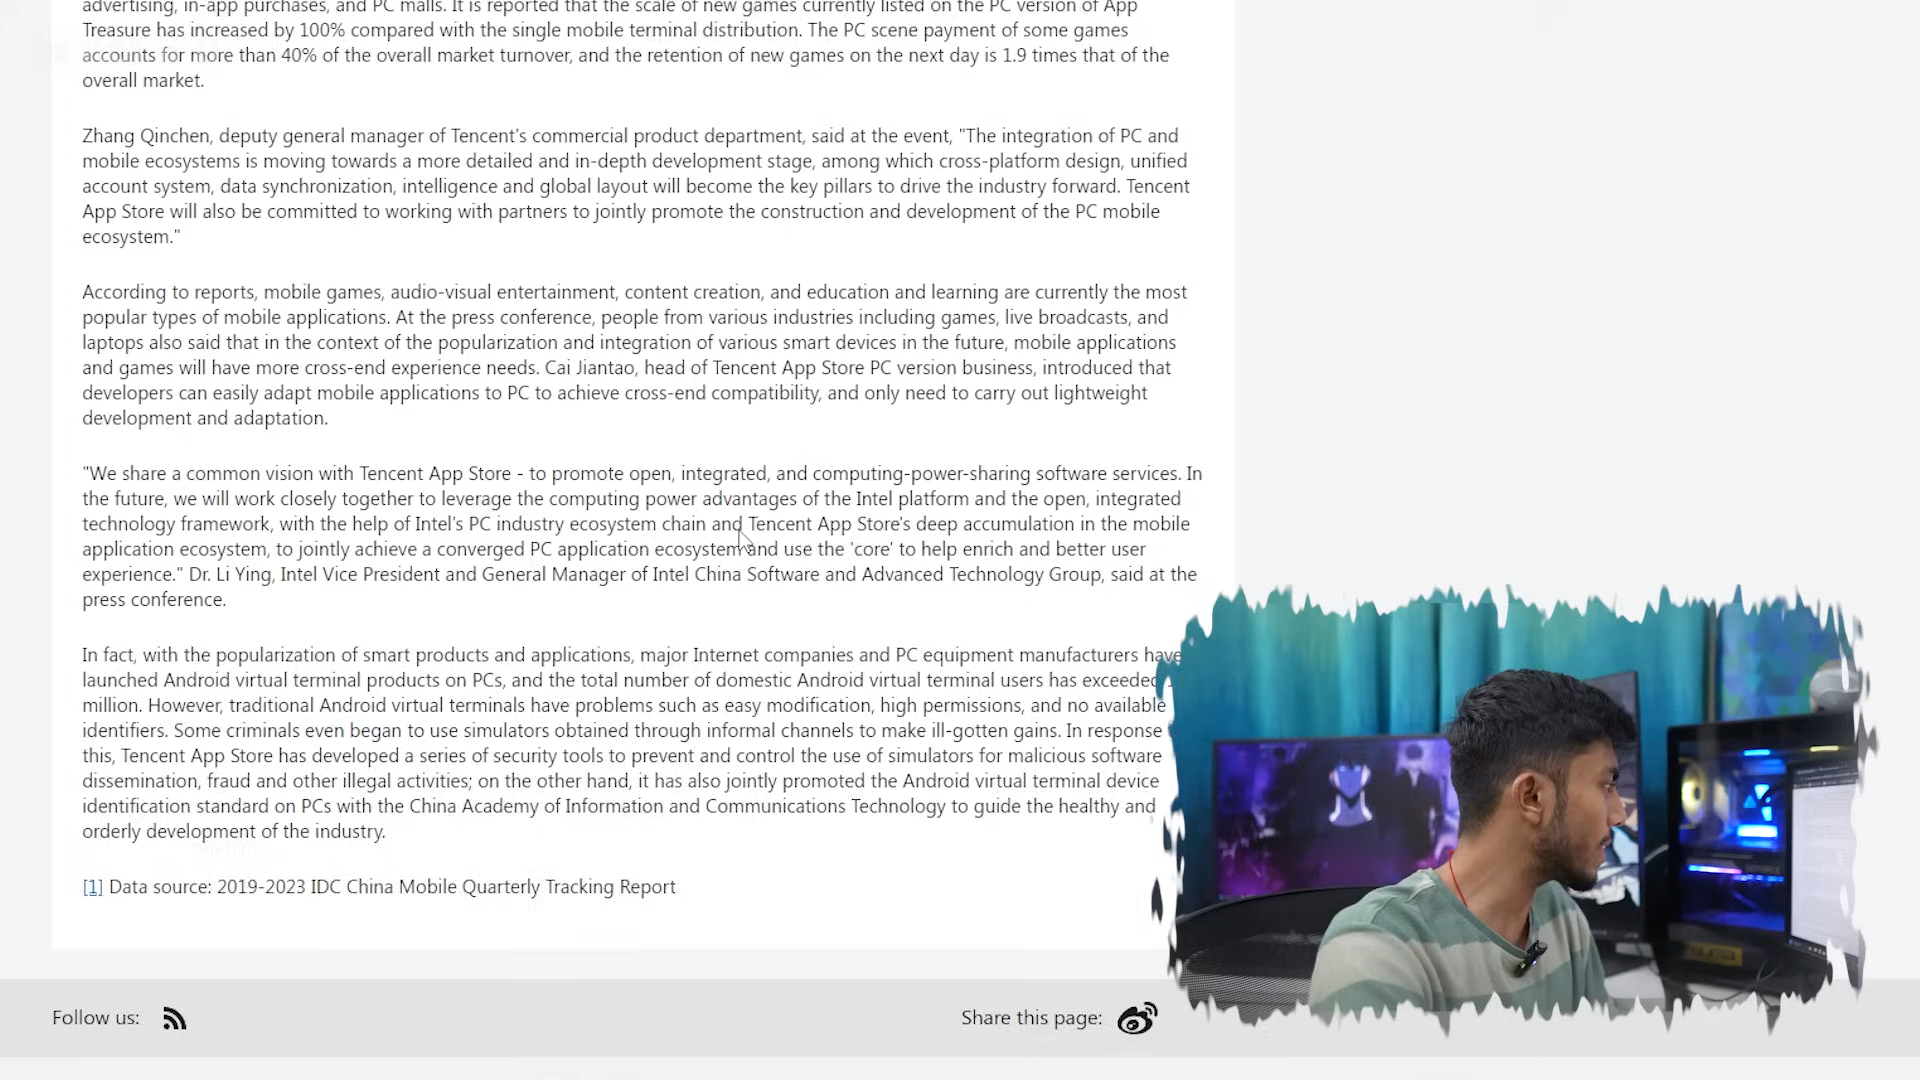 advertising, in-app purchases, and PC malls. It is reported that the scale of new games currently listed on the PC version of App
Treasure has increased by 100% compared with the single mobile terminal distribution. The PC scene payment of some games
accounts for more than 40% of the overall market turnover, and the retention of new games on the next day is 1.9 times that of the
overall market.
Zhang Qinchen, deputy general manager of Tencent's commercial product department, said at the event, "The integration of PC and
mobile ecosystems is moving towards a more detailed and in-depth development stage, among which cross-platform design, unified
account system, data synchronization, intelligence and global layout will become the key pillars to drive the industry forward. Tencent
App Store will also be committed to working with partners to jointly promote the construction and development of the PC mobile
ecosystem."
According to reports, mobile games, audio-visual entertainment, content creation, and education and learning are currently the most
popular types of mobile applications. At the press conference, people from various industries including games, live broadcasts, and
laptops also said that in the context of the popularization and integration of various smart devices in the future, mobile applications
and games will have more cross-end experience needs. Cai Jiantao, head of Tencent App Store PC version business, introduced that
developers can easily adapt mobile applications to PC to achieve cross-end compatibility, and only need to carry out lightweight
development and adaptation.
"We share a common vision with Tencent App Store - to promote open, integrated, and computing-power-sharing software services. In
the future, we will work closely together to leverage the computing power advantages of the Intel platform and the open, integrated
technology framework, with the help of Intel's PC industry ecosystem chain and Tencent App Store's deep accumulation in the mobile
application ecosystem, to jointly achieve a converged PC application ecosystem and use the 'core' to help enrich and better user
experience." Dr. Li Ying, Intel Vice President and General Manager of Intel China Software and Advanced Technology Group, said at the
press conference.
In fact, with the popularization of smart products and applications, major Internet companies and PC equipment manufacturers have
launched Android virtual terminal products on PCs, and the total number of domestic Android virtual terminal users has exceeded
million. However, traditional Android virtual terminals have problems such as easy modification, high permissions, and no available
identifiers. Some criminals even began to use simulators obtained through informal channels to make ill-gotten gains. In response
this, Tencent App Store has developed a series of security tools to prevent and control the use of simulators for malicious software
dissemination, fraud and other illegal activities; on the other hand, it has also jointly promoted the Android virtual terminal device
identification standard on PCs with the China Academy of Information and Communications Technology to guide the healthy and
orderly development of the industry.
[1] Data source: 2019-2023 IDC China Mobile Quarterly Tracking Report
Follow us:
Share this page: